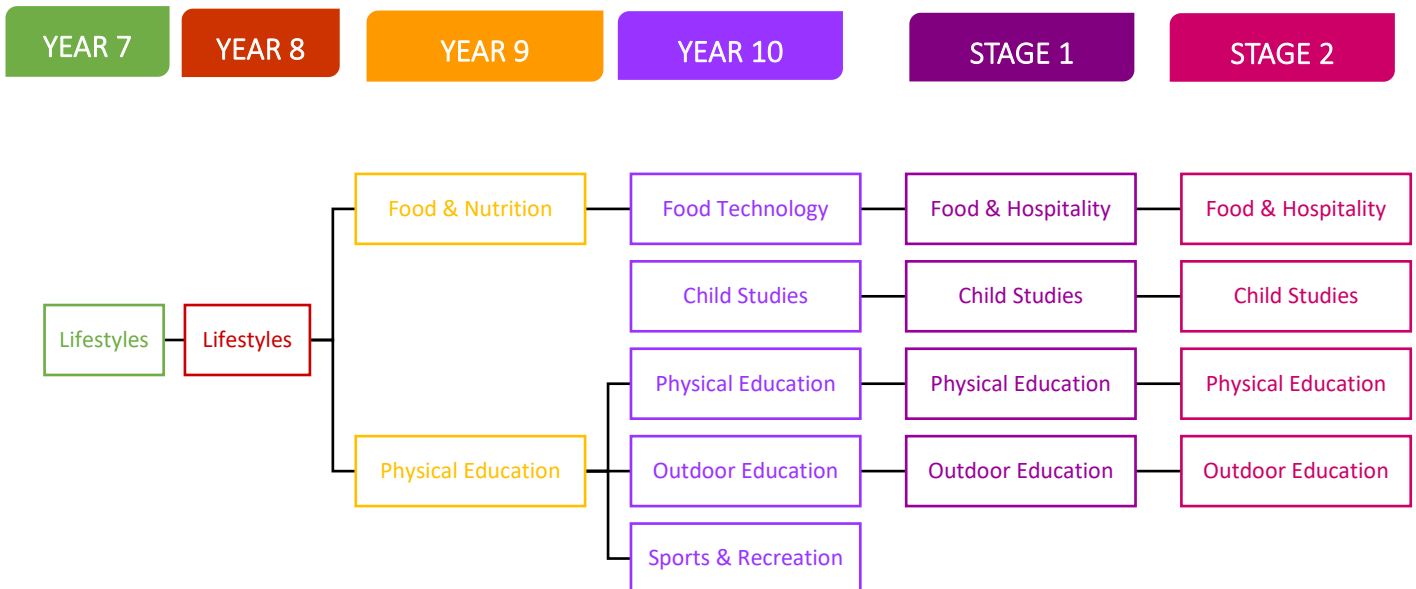 YEAR 7
YEAR 8
YEAR 9
YEAR 10
STAGE 1
STAGE 2
Food & Nutrition
Food Technology
Food & Hospitality
Food & Hospitality
Child Studies
Child Studies
Child Studies
Lifestyles
Lifestyles
Physical Education
Physical Education
Physical Education
Physical Education
Outdoor Education
Outdoor Education
Outdoor Education
Sports & Recreation